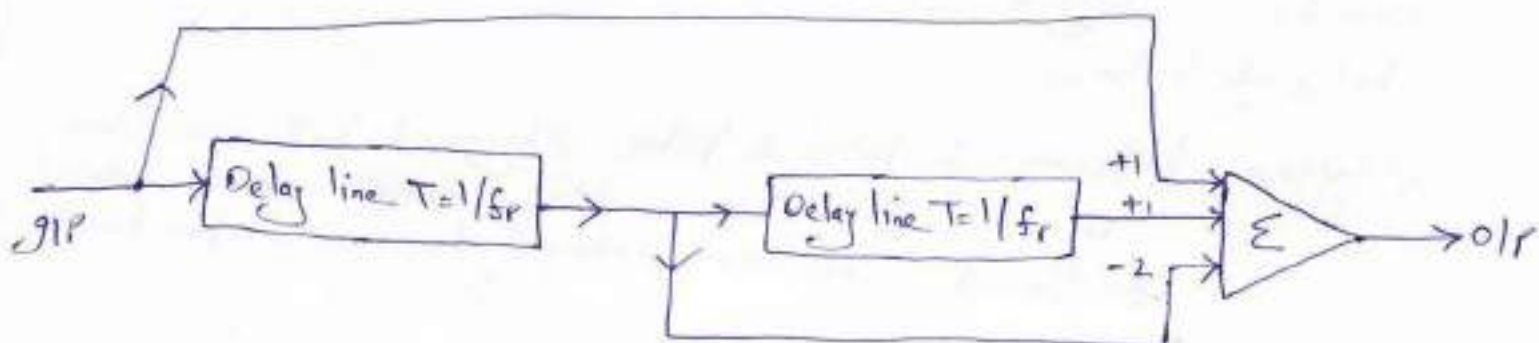 Delay line T=1/fr
Delay line T=1/fr
+1
+1
-2
Σ
I/P
O/P